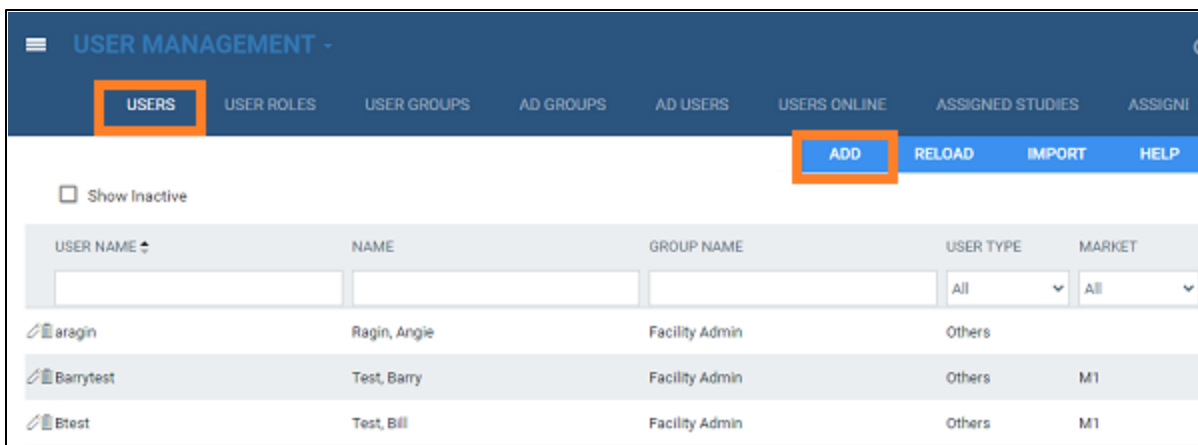 USER MANAGEMENT -
USERS USER ROLES USER GROUPS AD GROUPS AD USERS USERS ONLINE ASSIGNED STUDIES ASSIGNI
ADD RELOAD IMPORT HELP
Show Inactive
USER NAME NAME GROUP NAME USER TYPE MARKET
All All
aragin Ragin, Angie Facility Admin Others
Barrytest Test, Barry Facility Admin Others M1
Btest Test, Bill Facility Admin Others M1